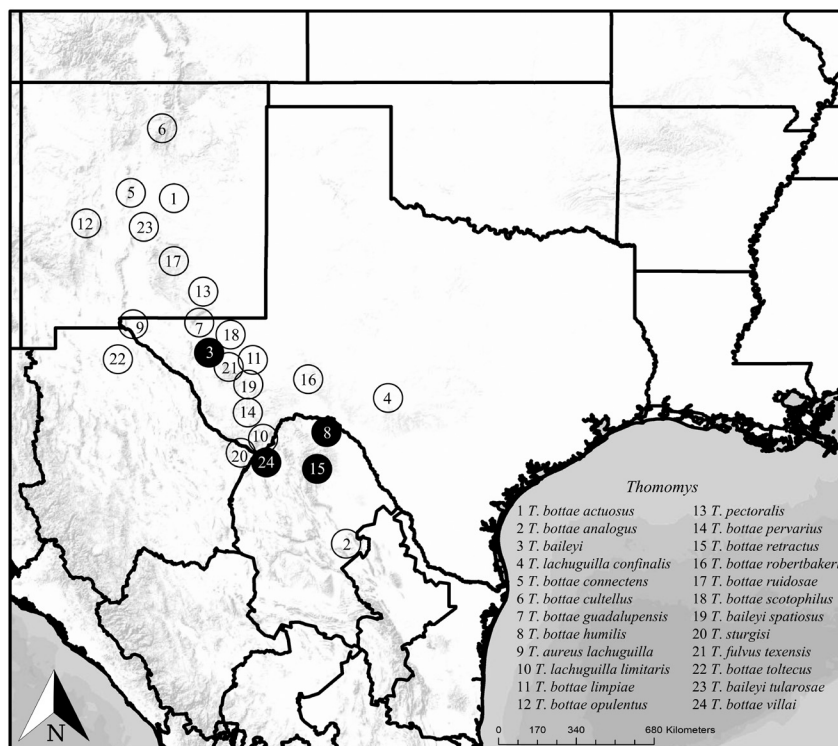 6
5
1
12
23
17
13
9
7
18
3
22
21
11
19
16
4
14
8
10
20
24
15
2
Thomomys
1 T. bottae actuosus
2 T. bottae analogus
3 T. baileyi
4 T. lachuguilla confinalis
5 T. bottae connectens
6 T. bottae cultellus
7 T. bottae guadalupensis
8 T. bottae humilis
9 T. aureus lachuguilla
10 T. lachuguilla limitaris
11 T. bottae limpiae
12 T. bottae opulentus
13 T. pectoralis
14 T. bottae pervarius
15 T. bottae retractus
16 T. bottae robertbakeri
17 T. bottae ruidosae
18 T. bottae scotophilus
19 T. baileyi spatiosus
20 T. sturgisi
21 T. fulvus texensis
22 T. bottae toltecus
23 T. baileyi tularosae
24 T. bottae villai
N
0 170 340 680 Kilometers